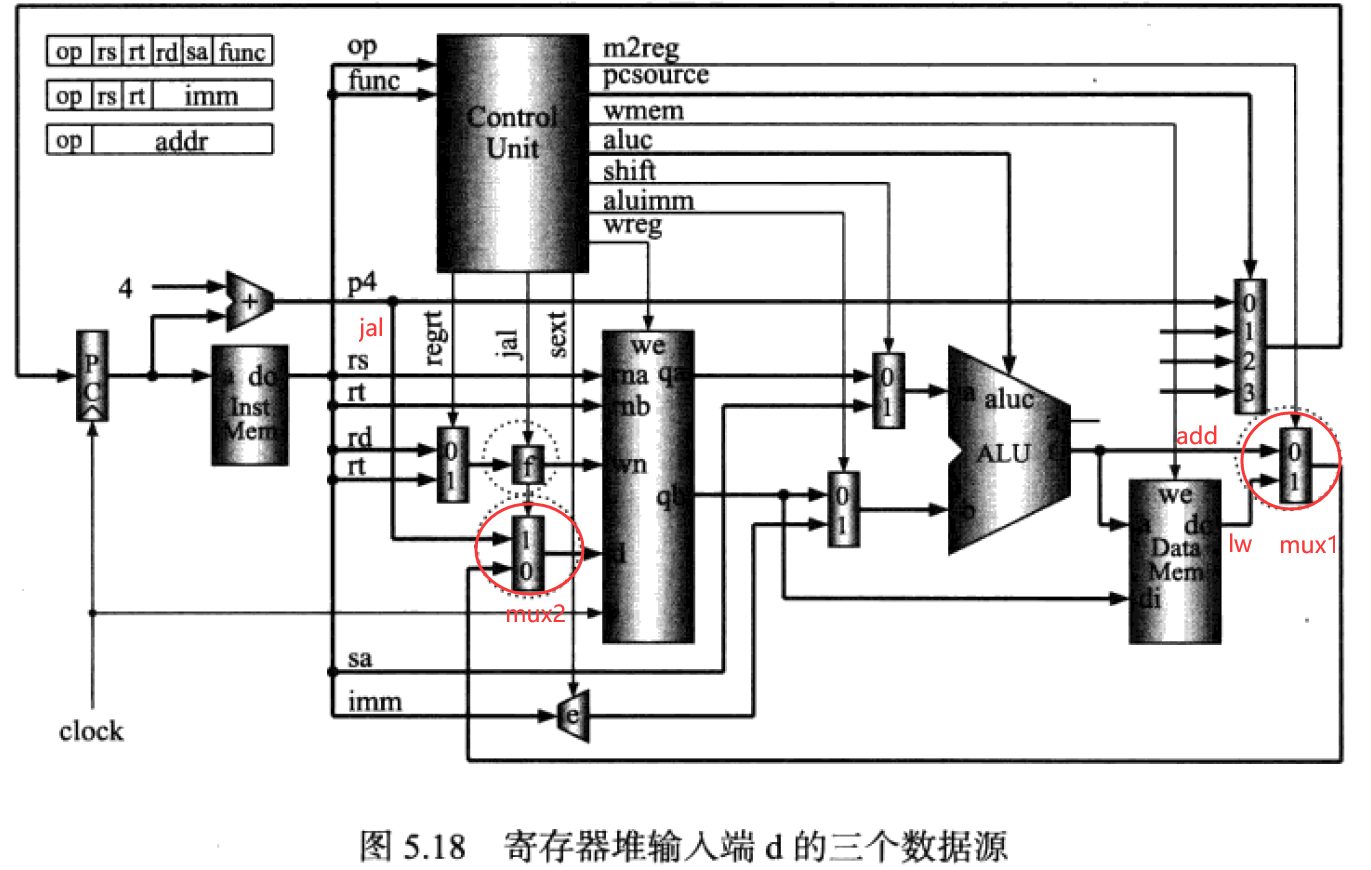 op rs rt rd sa func
op rs rt imm
op addr
op
func
Control
Unit
m2reg
pcsource
wmem
aluc
shift
aluimm
wreg
4
+
p4
jal
regrt
jal
sext
PC
a do
Inst
Mem
rs
rt
rd
rt
0
1
f
1
0
mux2
we
rna qa
rnb
wn
qb
d
sa
imm
e
clock
0
1
0
1
a
aluc
ALU
b
0
1
2
3
add
0
1
mux1
lw
we
a do
Data
Mem
di
图 5.18 寄存器堆输入端 d 的三个数据源